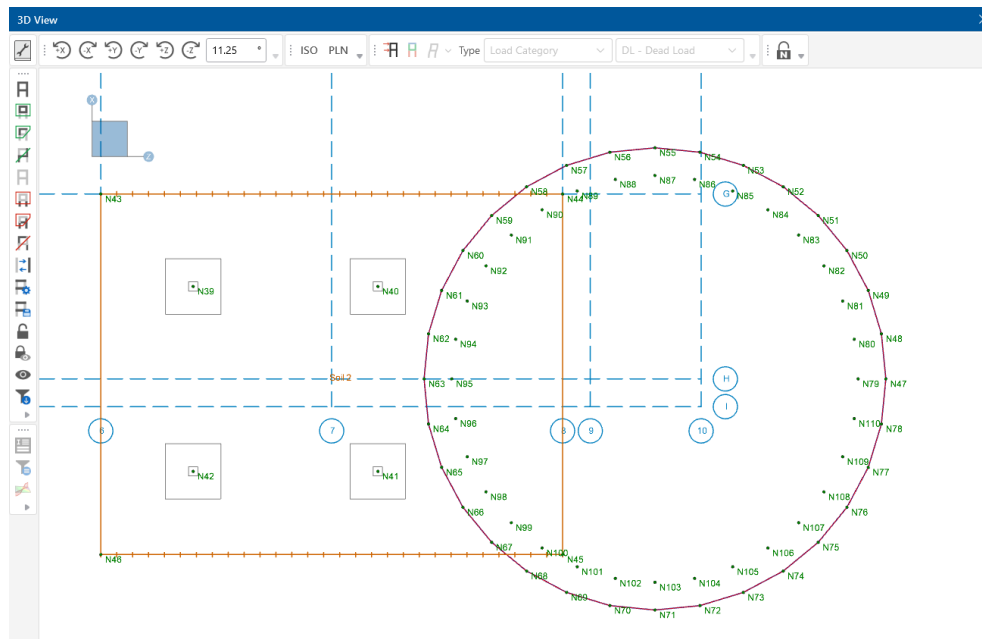 3D View
+X -X +Y -Y +Z -Z 11.25 ° ISO PLN Type Load Category DL - Dead Load N
X
Z
N55
N56 N54
N57 N53
N88 N87 N86
N58 N52
N43 N44 N89 G N85
N90 N84
N59 N51
N91 N83
N60 N50
N92 N82
N39 N40 N61 N49
N93 N81
N62 N48
N94 N80
Soil 2 H
N63 N95 N79 N47
I
N64 N96 N110 N78
6 7 8 9 10
N97 N109
N65 N77
N42 N41
N98 N108
N66 N76
N99 N107
N67 N75
N100 N106
N46 N45
N101 N105
N68 N74
N102 N103 N104
N69 N73
N70 N72
N71